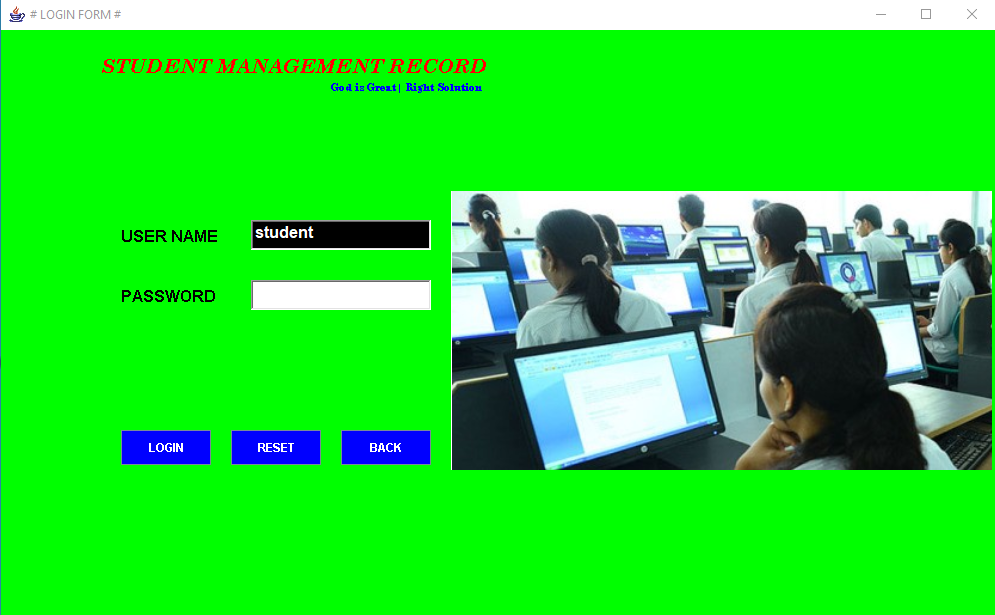 # LOGIN FORM #
STUDENT MANAGEMENT RECORD
God is Great| Right Solution
USER NAME
student
PASSWORD
LOGIN
RESET
BACK